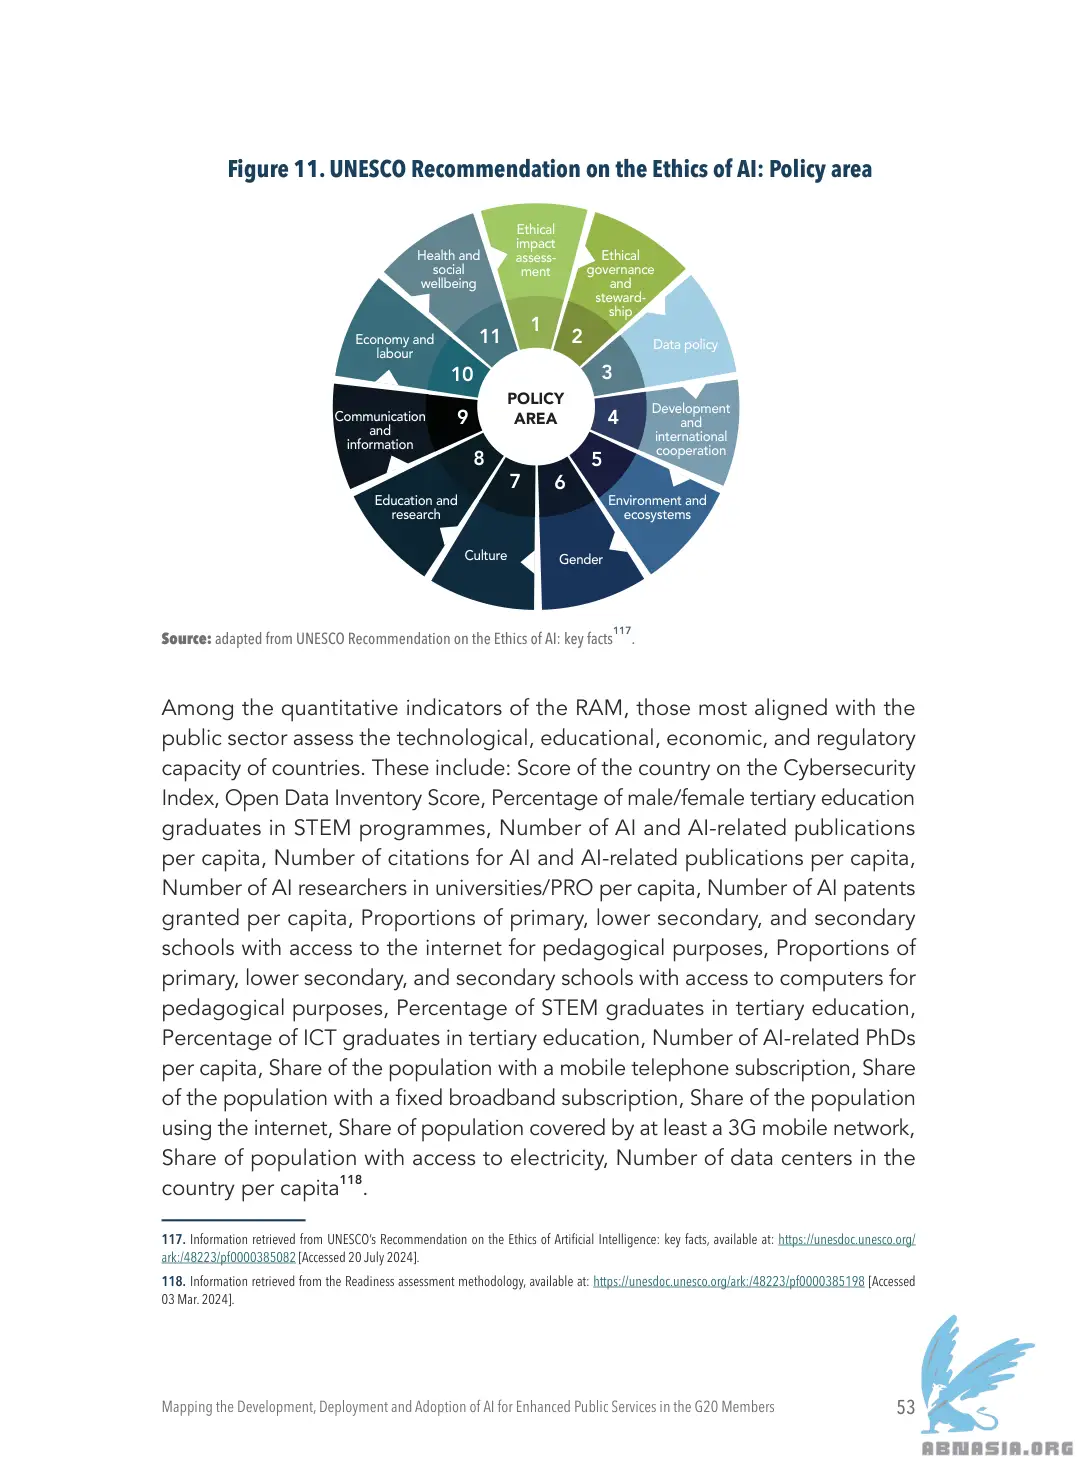 Figure 11. UNESCO Recommendation on the Ethics of AI: Policy area
Ethical
impact
assess-
ment
1
Ethical
governance
and
steward-
ship
2
Data policy
3
Development
and
international
cooperation
4
Environment and
ecosystems
5
Gender
6
Culture
7
Education and
research
8
Communication
and
information
9
Economy and
labour
10
Health and
social
wellbeing
11
POLICY
AREA
Source: adapted from UNESCO Recommendation on the Ethics of AI: key facts117.
Among the quantitative indicators of the RAM, those most aligned with the
public sector assess the technological, educational, economic, and regulatory
capacity of countries. These include: Score of the country on the Cybersecurity
Index, Open Data Inventory Score, Percentage of male/female tertiary education
graduates in STEM programmes, Number of AI and AI-related publications
per capita, Number of citations for AI and AI-related publications per capita,
Number of AI researchers in universities/PRO per capita, Number of AI patents
granted per capita, Proportions of primary, lower secondary, and secondary
schools with access to the internet for pedagogical purposes, Proportions of
primary, lower secondary, and secondary schools with access to computers for
pedagogical purposes, Percentage of STEM graduates in tertiary education,
Percentage of ICT graduates in tertiary education, Number of AI-related PhDs
per capita, Share of the population with a mobile telephone subscription, Share
of the population with a fixed broadband subscription, Share of the population
using the internet, Share of population covered by at least a 3G mobile network,
Share of population with access to electricity, Number of data centers in the
country per capita118.
117. Information retrieved from UNESCO's Recommendation on the Ethics of Artificial Intelligence: key facts, available at: https://unesdoc.unesco.org/
ark:/48223/pf0000385082 [Accessed 20 July 2024].
118. Information retrieved from the Readiness assessment methodology, available at: https://unesdoc.unesco.org/ark:/48223/pf0000385198 [Accessed
03 Mar. 2024].
Mapping the Development, Deployment and Adoption of AI for Enhanced Public Services in the G20 Members
53
ABNASIA.ORG